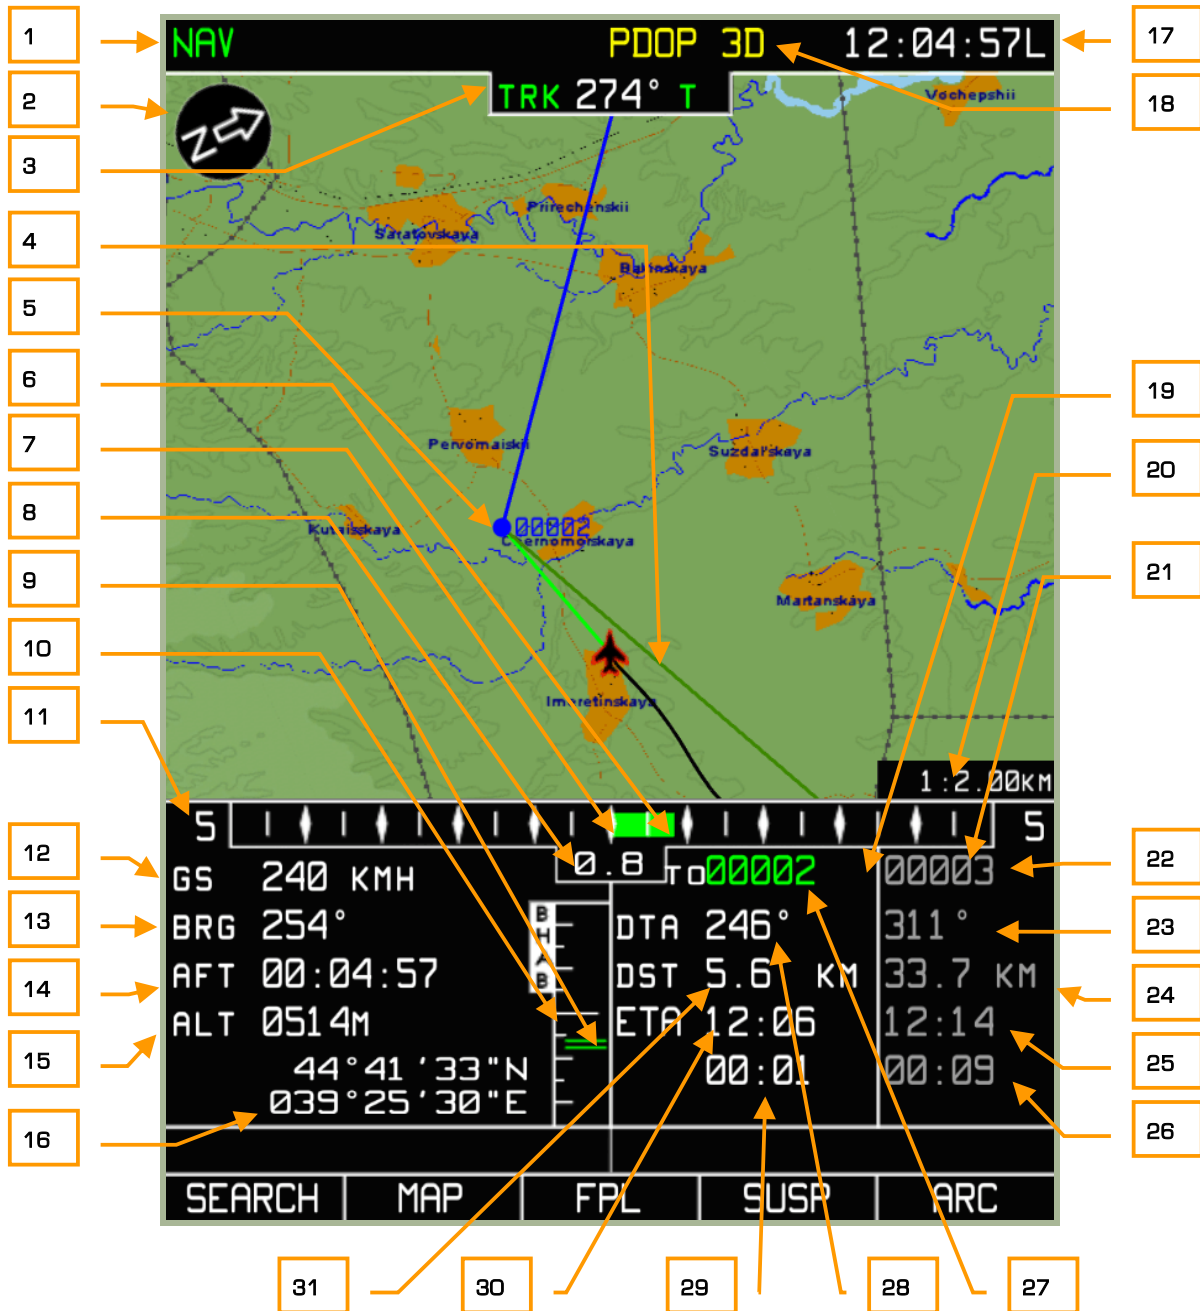 1
2
3
4
5
6
7
8
9
10
11
12
13
14
15
16
17
18
19
20
21
22
23
24
25
26
31
30
29
28
27
NAV PDOP 3D 12:04:57L
TRK 274° T
N
Vochepshii
Prirechenskii
Saratovskaya
Bakinskaya
Pervomaiskii
Suzdal'skaya
00002
Kutaisskaya
Chernomorskaya
Martanskaya
Imeretinskaya
1:2.00KM
5 5
0.8
GS 240 KMH
BRG 254°
AFT 00:04:57
ALT 0514M
44°41'33"N
039°25'30"E
B
H
A
B
TO 00002 00003
DTA 246° 311°
DST 5.6 KM 33.7 KM
ETA 12:06 12:14
00:01 00:09
SEARCH MAP FPL SUSP ARC